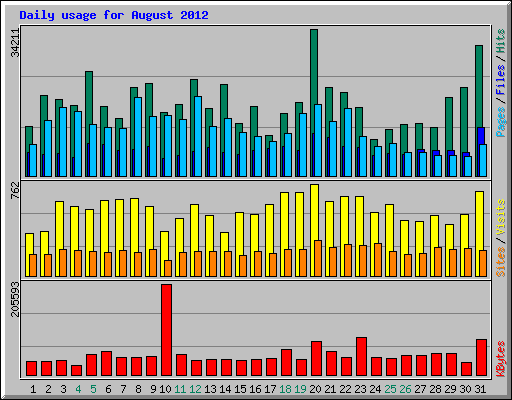 Daily usage for August 2012
34211
Pages / Files / Hits
762
Sites / Visits
205593
KBytes
1 2 3 4 5 6 7 8 9 10 11 12 13 14 15 16 17 18 19 20 21 22 23 24 25 26 27 28 29 30 31